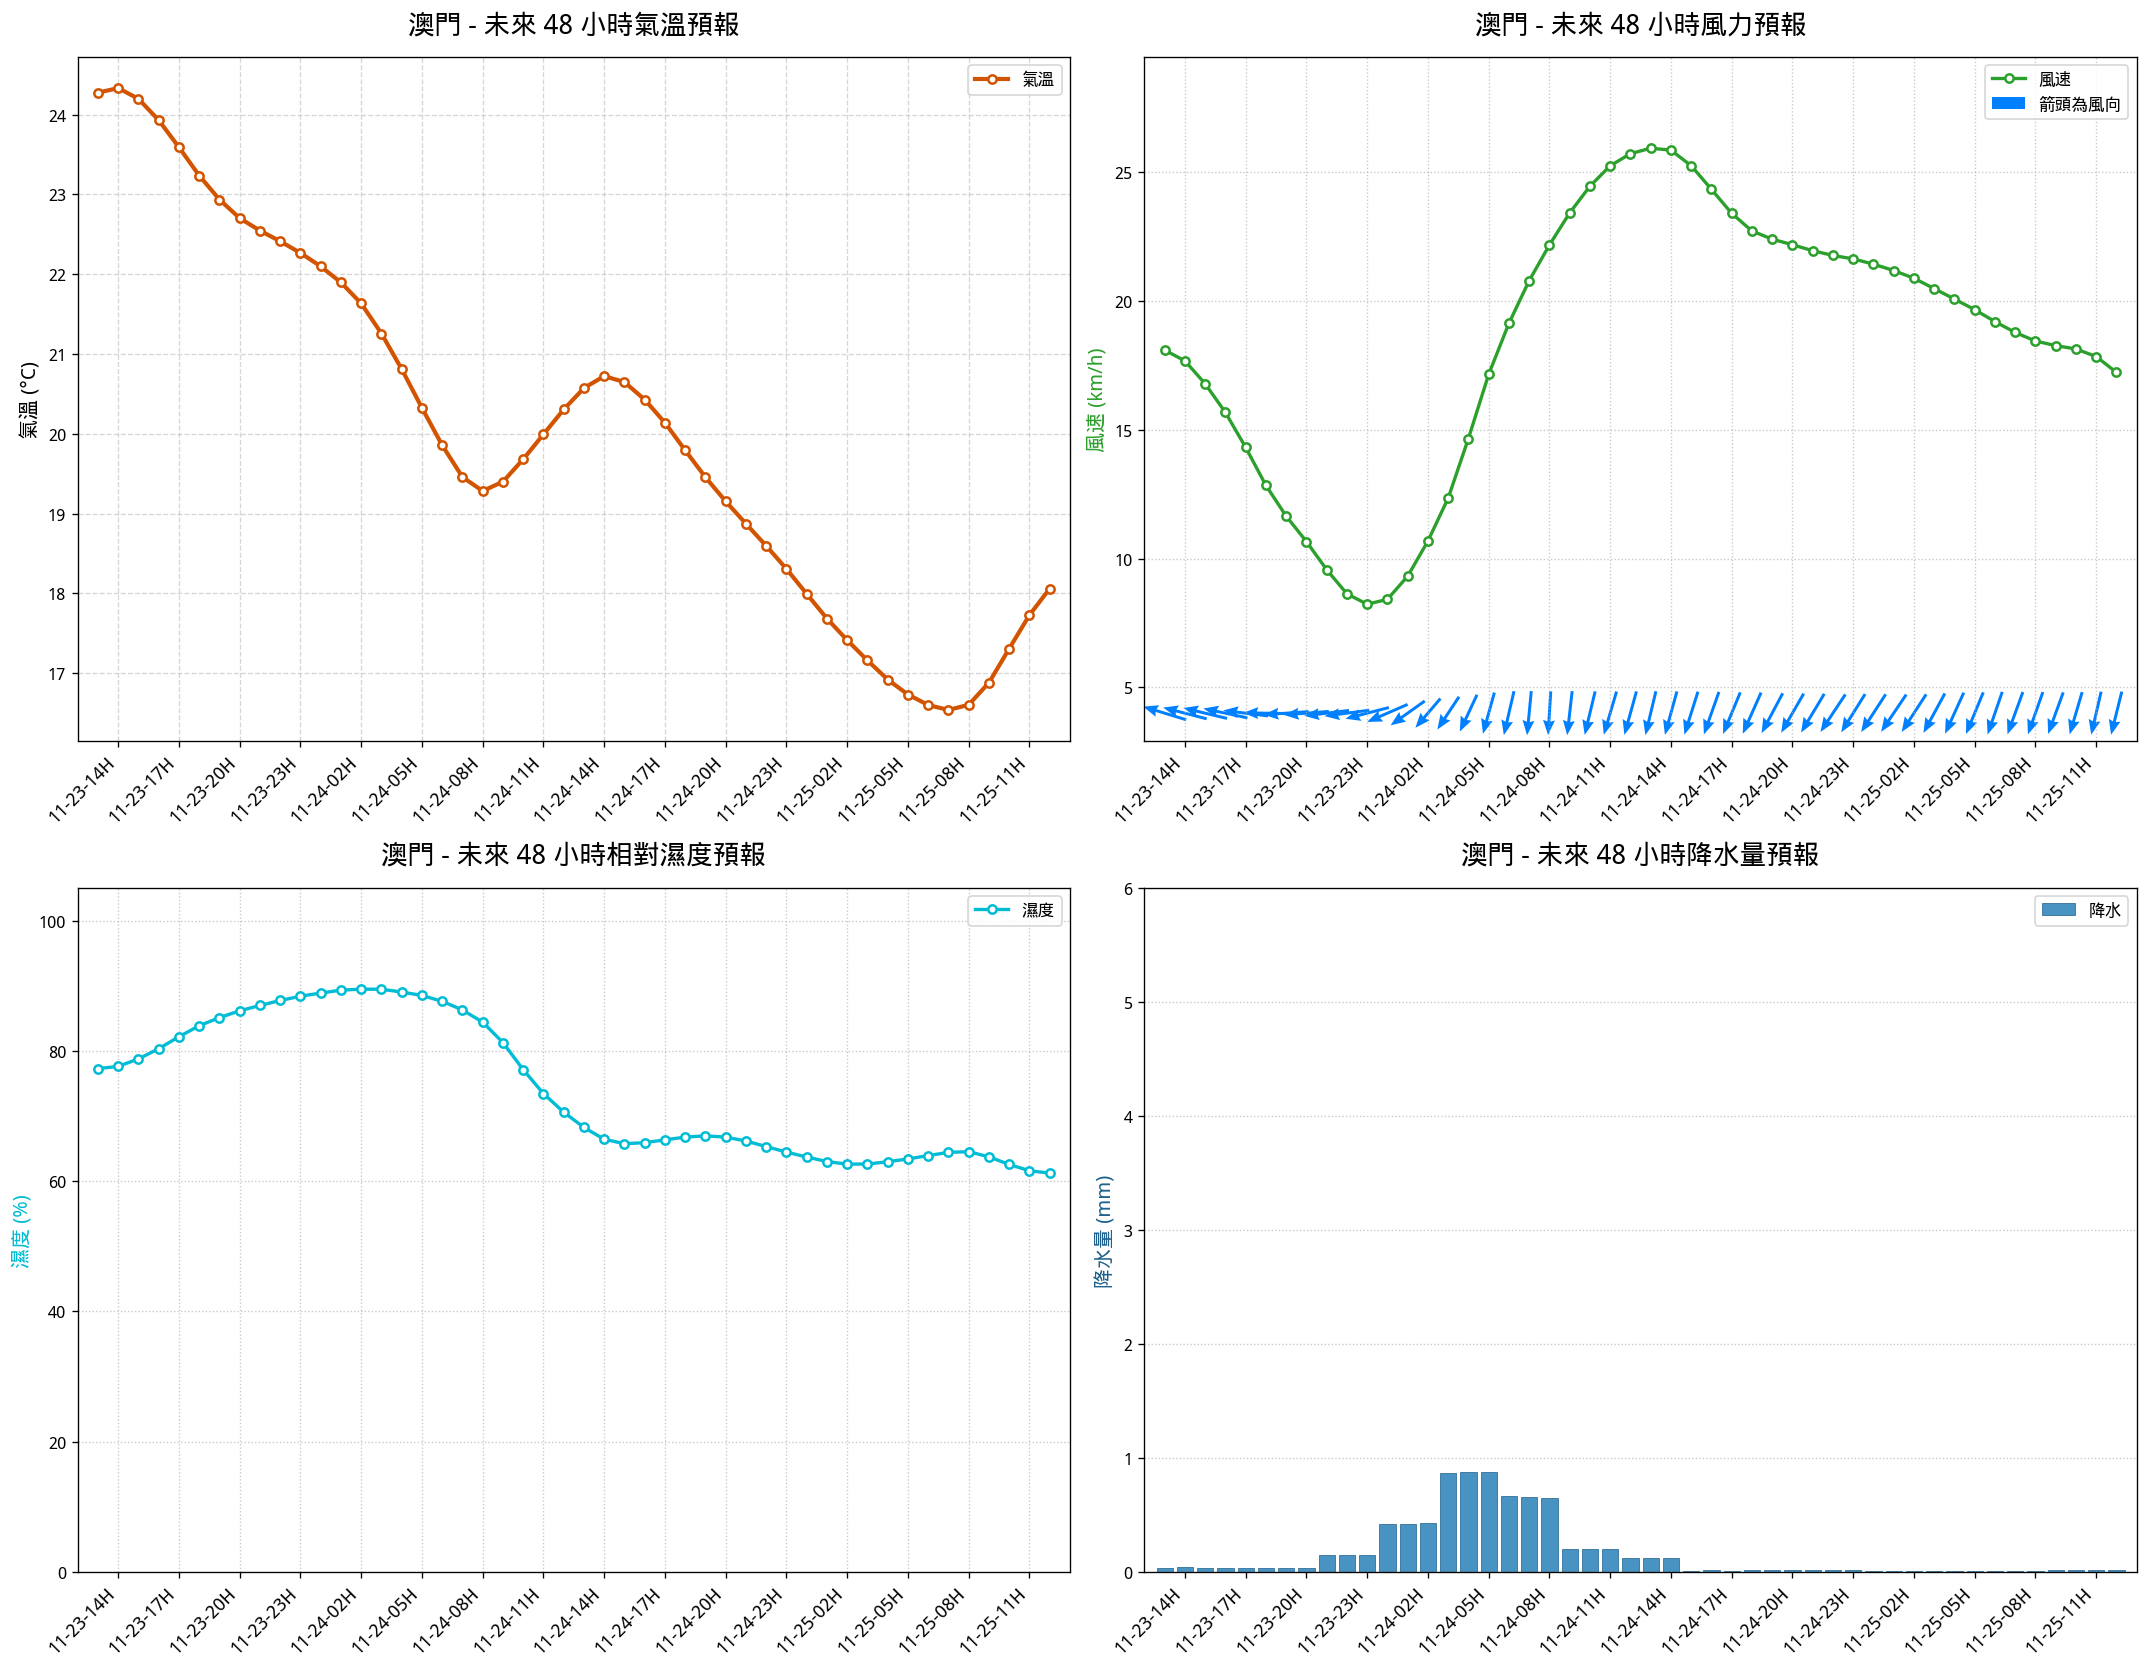 澳門 - 未來 48 小時氣溫預報
氣溫 (°C)
24
23
22
21
20
19
18
17
氣溫
11-23-14H
11-23-17H
11-23-20H
11-23-23H
11-24-02H
11-24-05H
11-24-08H
11-24-11H
11-24-14H
11-24-17H
11-24-20H
11-24-23H
11-25-02H
11-25-05H
11-25-08H
11-25-11H
澳門 - 未來 48 小時風力預報
風速 (km/h)
25
20
15
10
5
風速
箭頭為風向
11-23-14H
11-23-17H
11-23-20H
11-23-23H
11-24-02H
11-24-05H
11-24-08H
11-24-11H
11-24-14H
11-24-17H
11-24-20H
11-24-23H
11-25-02H
11-25-05H
11-25-08H
11-25-11H
澳門 - 未來 48 小時相對濕度預報
濕度 (%)
100
80
60
40
20
0
濕度
11-23-14H
11-23-17H
11-23-20H
11-23-23H
11-24-02H
11-24-05H
11-24-08H
11-24-11H
11-24-14H
11-24-17H
11-24-20H
11-24-23H
11-25-02H
11-25-05H
11-25-08H
11-25-11H
澳門 - 未來 48 小時降水量預報
降水量 (mm)
6
5
4
3
2
1
0
降水
11-23-14H
11-23-17H
11-23-20H
11-23-23H
11-24-02H
11-24-05H
11-24-08H
11-24-11H
11-24-14H
11-24-17H
11-24-20H
11-24-23H
11-25-02H
11-25-05H
11-25-08H
11-25-11H